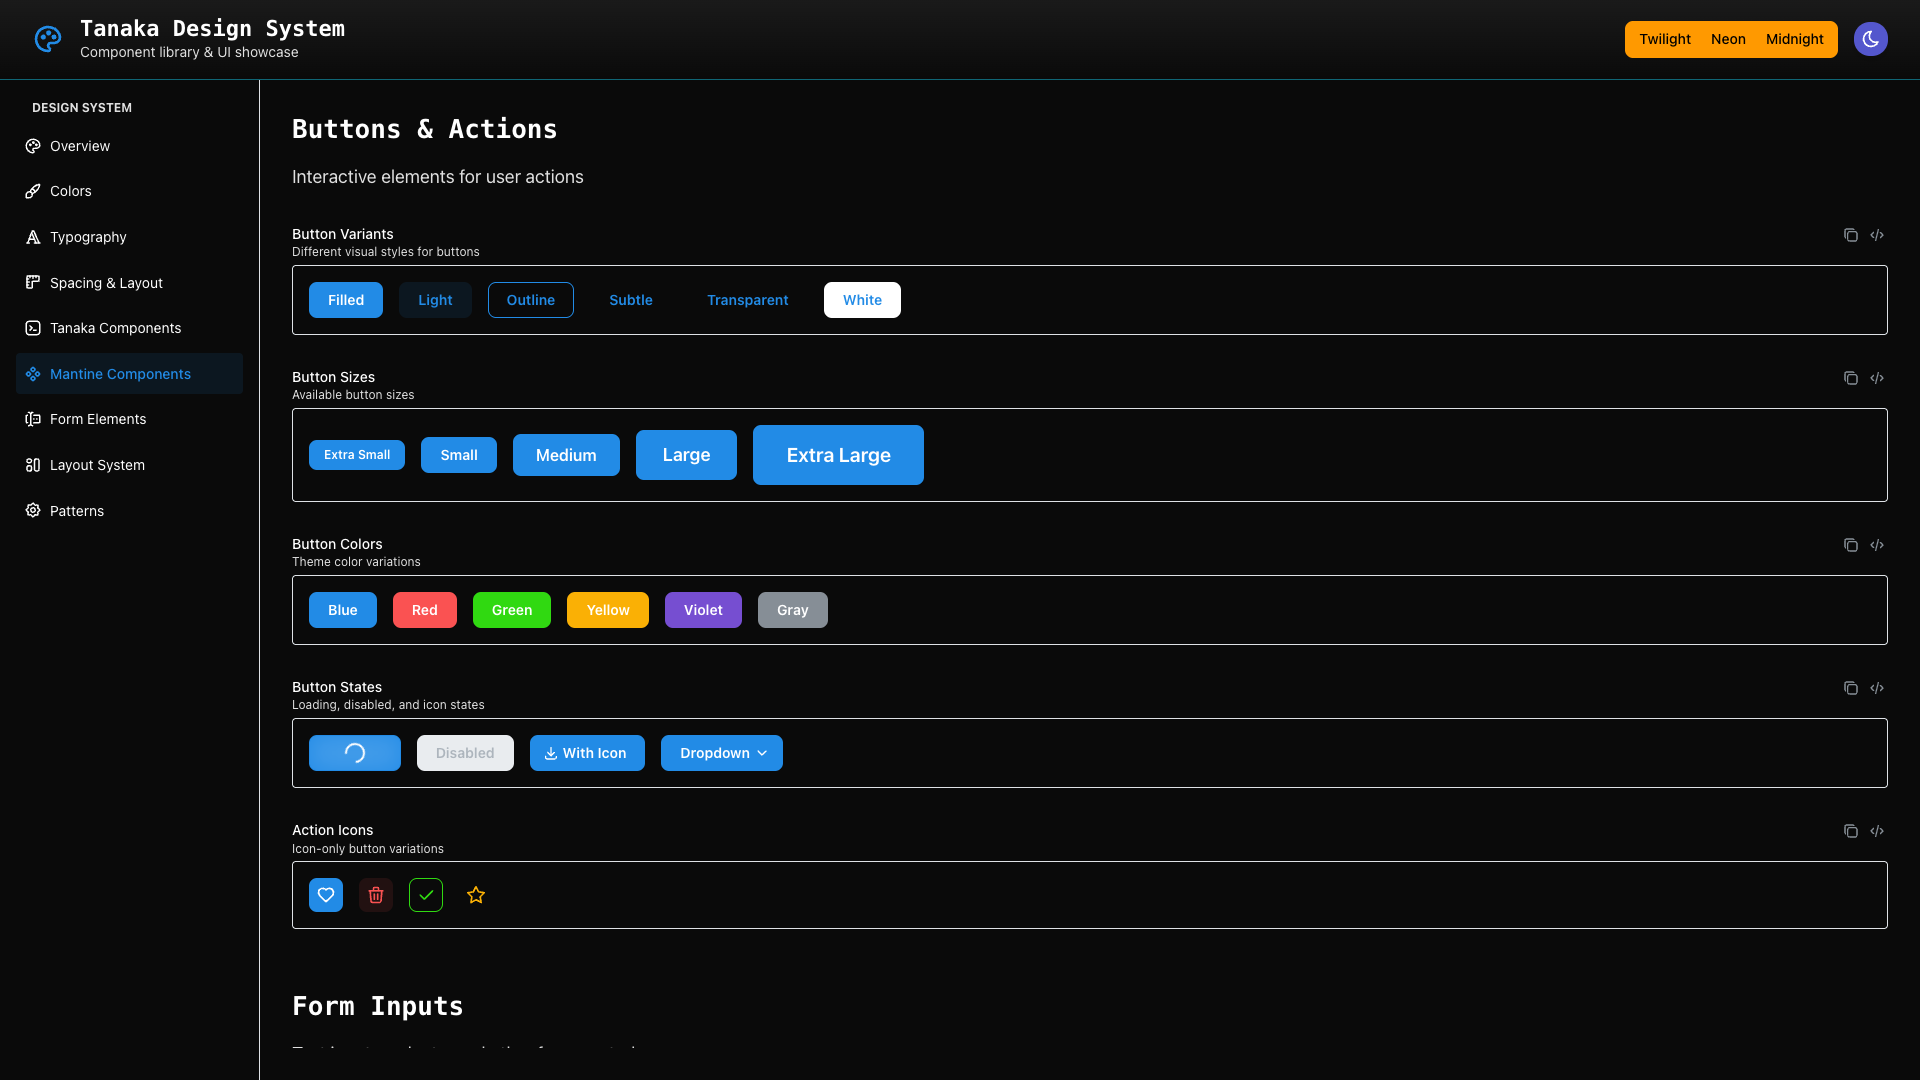 Tanaka Design System
Component library & UI showcase
Twilight Neon Midnight
DESIGN SYSTEM
Overview
Colors
Typography
Spacing & Layout
Tanaka Components
Mantine Components
Form Elements
Layout System
Patterns
Buttons & Actions
Interactive elements for user actions
Button Variants
Different visual styles for buttons
Filled Light Outline Subtle Transparent White
Button Sizes
Available button sizes
Extra Small Small Medium Large Extra Large
Button Colors
Theme color variations
Blue Red Green Yellow Violet Gray
Button States
Loading, disabled, and icon states
Disabled With Icon Dropdown
Action Icons
Icon-only button variations
Form Inputs